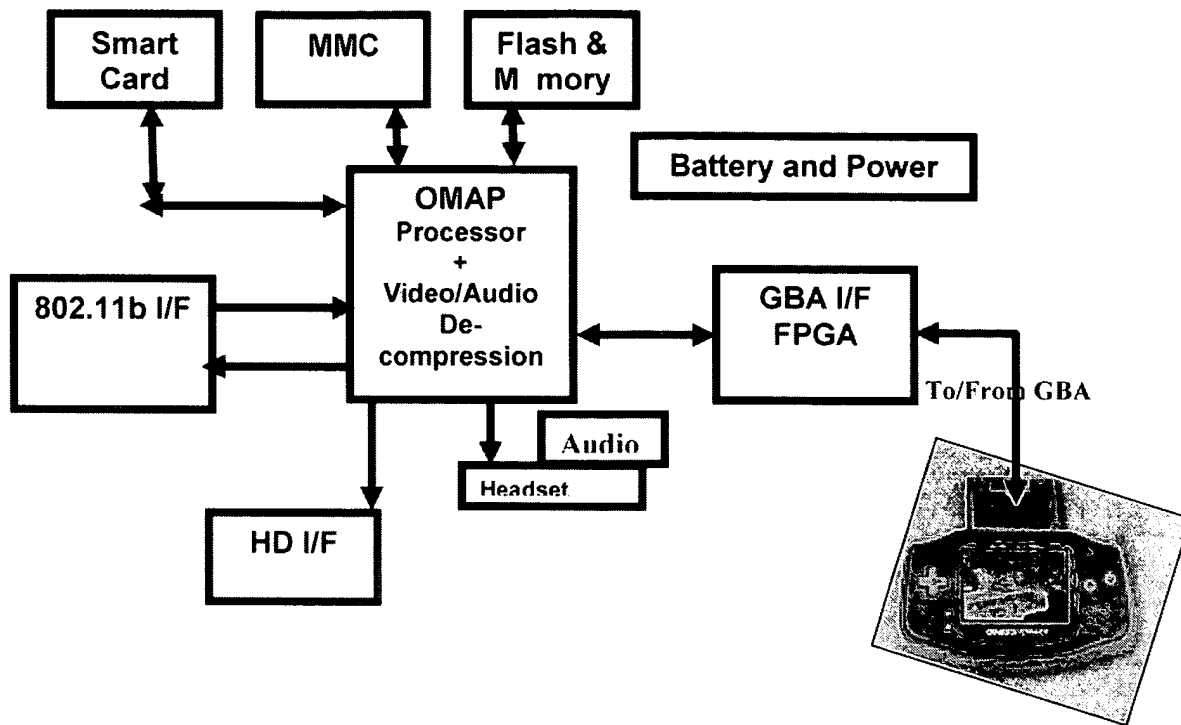 Smart
Card
MMC
Flash &
M mory
Battery and Power
OMAP
Processor
+
Video/Audio
De-
compression
802.11b I/F
GBA I/F
FPGA
To/From GBA
Audio
Headset
HD I/F